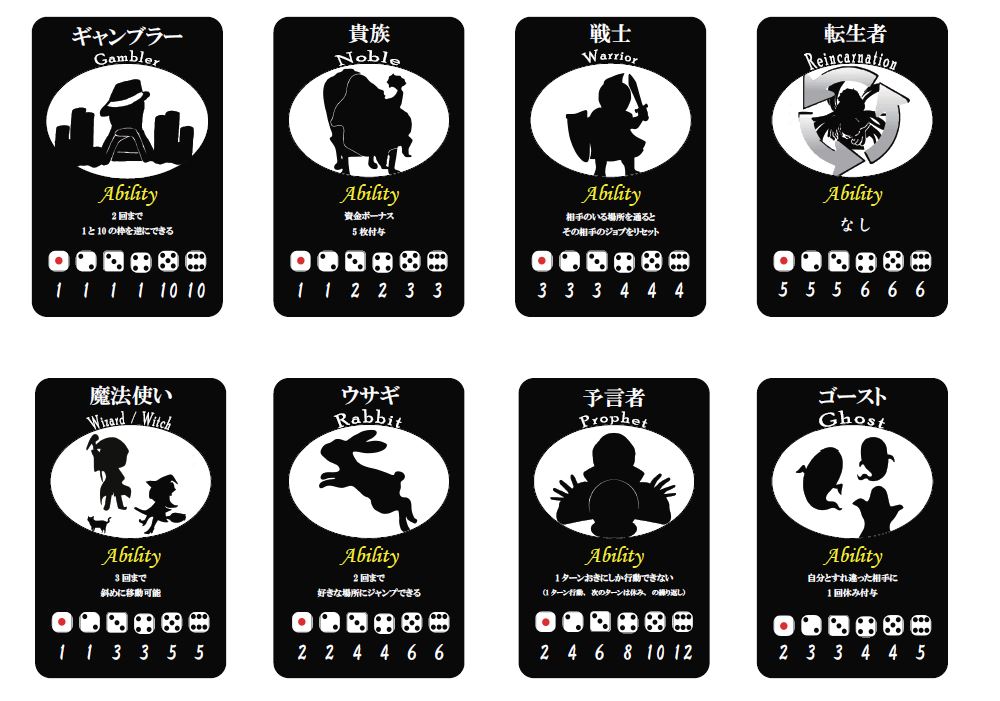 ギャンブラー
Gambler
Ability
2回まで
1と10の枠を逆にできる
1 1 1 1 10 10
貴族
Noble
Ability
資金ボーナス
5枚付与
1 1 2 2 3 3
戦士
Warrior
Ability
相手のいる場所を通ると
その相手のジョブをリセット
3 3 3 4 4 4
転生者
Reincarnation
Ability
なし
5 5 5 6 6 6
魔法使い
Wizard / Witch
Ability
3回まで
斜めに移動可能
1 1 3 3 5 5
ウサギ
Rabbit
Ability
2回まで
好きな場所にジャンプできる
2 2 4 4 6 6
予言者
Prophet
Ability
1ターンおきにしか行動できない
(1ターン行動、次のターンは休み、の繰り返し)
2 4 6 8 10 12
ゴースト
Ghost
Ability
自分とすれ違った相手に
1回休み付与
2 3 3 4 4 5